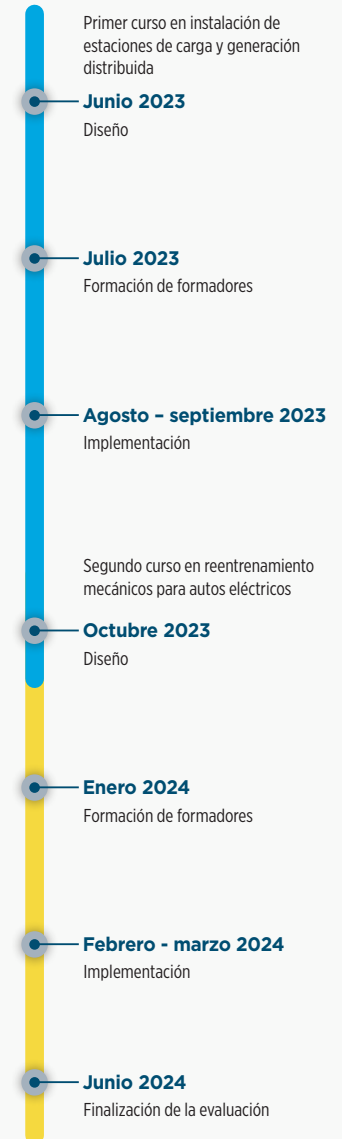 Primer curso en instalación de
estaciones de carga y generación
distribuida
Junio 2023
Diseño
Julio 2023
Formación de formadores
Agosto – septiembre 2023
Implementación
Segundo curso en reentrenamiento
mecánicos para autos eléctricos
Octubre 2023
Diseño
Enero 2024
Formación de formadores
Febrero - marzo 2024
Implementación
Junio 2024
Finalización de la evaluación